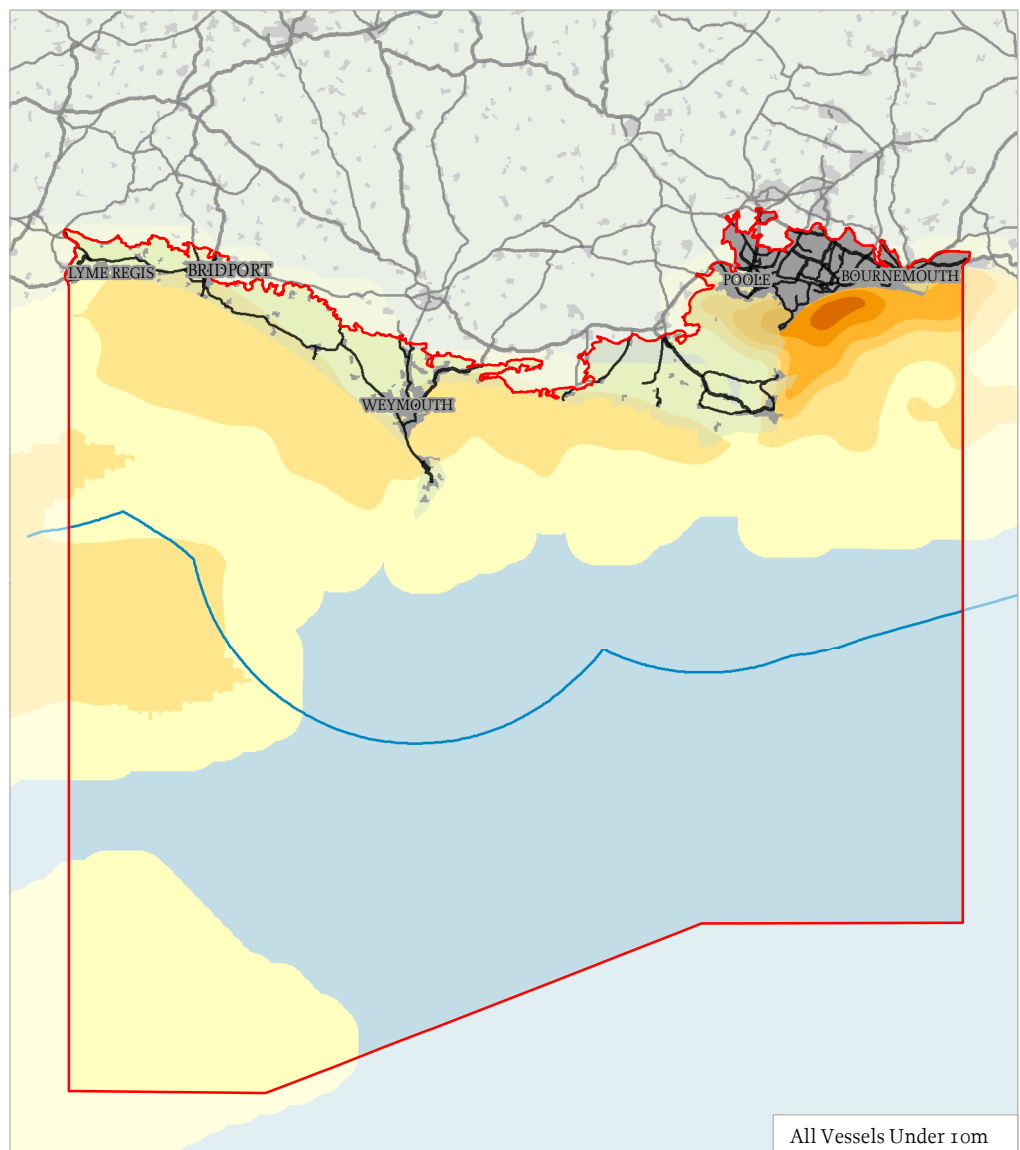 LYME REGIS
BRIDPORT
POOLE
BOURNEMOUTH
WEYMOUTH
All Vessels Under 10m